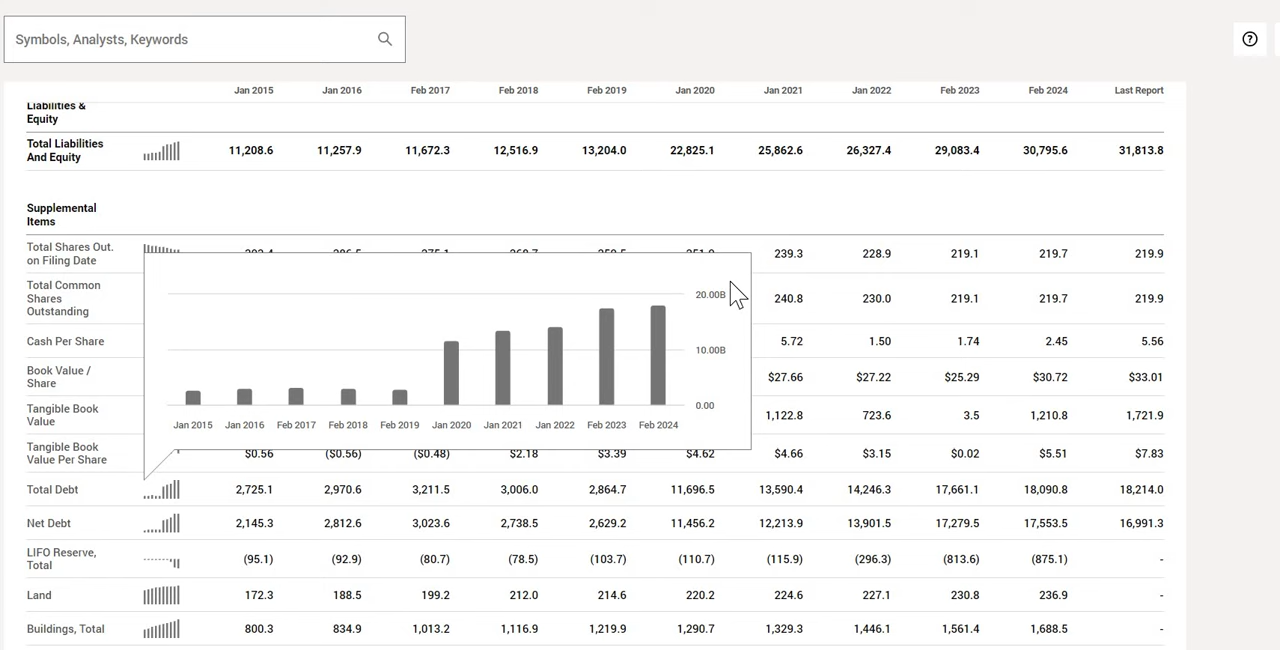 Symbols, Analysts, Keywords
Jan 2015 Jan 2016 Feb 2017 Feb 2018 Feb 2019 Jan 2020 Jan 2021 Jan 2022 Feb 2023 Feb 2024 Last Report
Liabilities &
Equity
Total Liabilities
And Equity 11,208.6 11,257.9 11,672.3 12,516.9 13,204.0 22,825.1 25,862.6 26,327.4 29,083.4 30,795.6 31,813.8
Supplemental
Items
Total Shares Out.
on Filing Date 239.3 228.9 219.1 219.7 219.9
Total Common
Shares
Outstanding 240.8 230.0 219.1 219.7 219.9
Cash Per Share 5.72 1.50 1.74 2.45 5.56
Book Value /
Share $27.66 $27.22 $25.29 $30.72 $33.01
Tangible Book
Value 1,122.8 723.6 3.5 1,210.8 1,721.9
20.00B
10.00B
0.00
Jan 2015 Jan 2016 Feb 2017 Feb 2018 Feb 2019 Jan 2020 Jan 2021 Jan 2022 Feb 2023 Feb 2024
Tangible Book
Value Per Share $0.56 ($0.56) ($0.48) $2.18 $3.39 $4.62 $4.66 $3.15 $0.02 $5.51 $7.83
Total Debt 2,725.1 2,970.6 3,211.5 3,006.0 2,864.7 11,696.5 13,590.4 14,246.3 17,661.1 18,090.8 18,214.0
Net Debt 2,145.3 2,812.6 3,023.6 2,738.5 2,629.2 11,456.2 12,213.9 13,901.5 17,279.5 17,553.5 16,991.3
LIFO Reserve,
Total (95.1) (92.9) (80.7) (78.5) (103.7) (110.7) (115.9) (296.3) (813.6) (875.1) -
Land 172.3 188.5 199.2 212.0 214.6 220.2 224.6 227.1 230.8 236.9 -
Buildings, Total 800.3 834.9 1,013.2 1,116.9 1,219.9 1,290.7 1,329.3 1,446.1 1,561.4 1,688.5 -